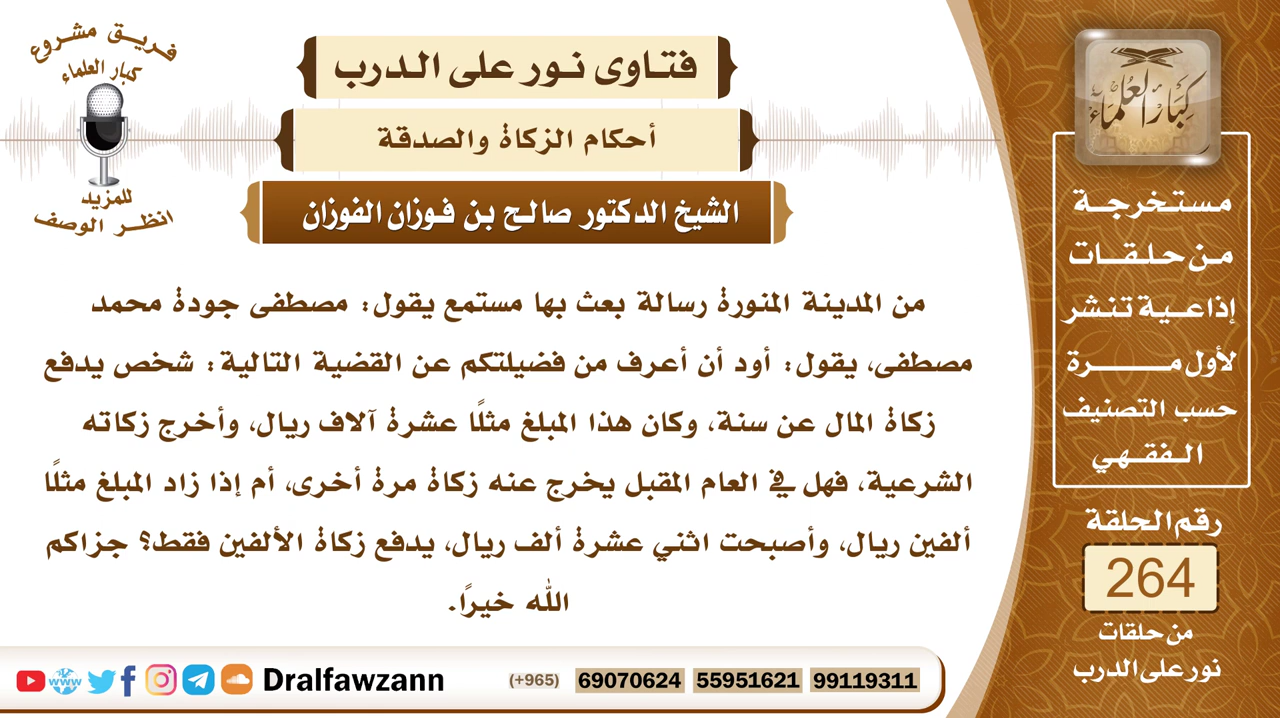 فريق مشروع
كبار العلماء
للمزيد
انظر الوصف
فتاوى نور على الدرب
أحكام الزكاة والصدقة
الشيخ الدكتور صالح بن فوزان الفوزان
من المدينة المنورة رسالة بعث بها مستمع يقول: مصطفى جودة محمد
مصطفى، يقول: أود أن أعرف من فضيلتكم عن القضية التالية: شخص يدفع
زكاة المال عن سنة، وكان هذا المبلغ مثلًا عشرة آلاف ريال، وأخرج زكاته
الشرعية، فهل في العام المقبل يخرج عنه زكاة مرة أخرى، أم إذا زاد المبلغ مثلًا
ألفين ريال، وأصبحت اثني عشرة ألف ريال، يدفع زكاة الألفين فقط؟ جزاكم
الله خيرًا.
كبار العلماء
مستخرجة
من حلقات
إذاعية تنشر
لأول مرة
حسب التصنيف
الفقهي
رقم الحلقة
264
من حلقات
نور على الدرب
www Dralfawzann (+965) 69070624 55951621 99119311